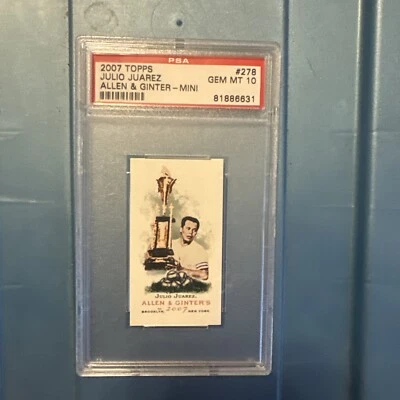 PSA
2007 TOPPS #278
JULIO JUAREZ GEM MT 10
ALLEN & GINTER-MINI 81886631
JULIO JUAREZ.
ALLEN & GINTER'S
BROOKLYN, 2007 NEW YORK.